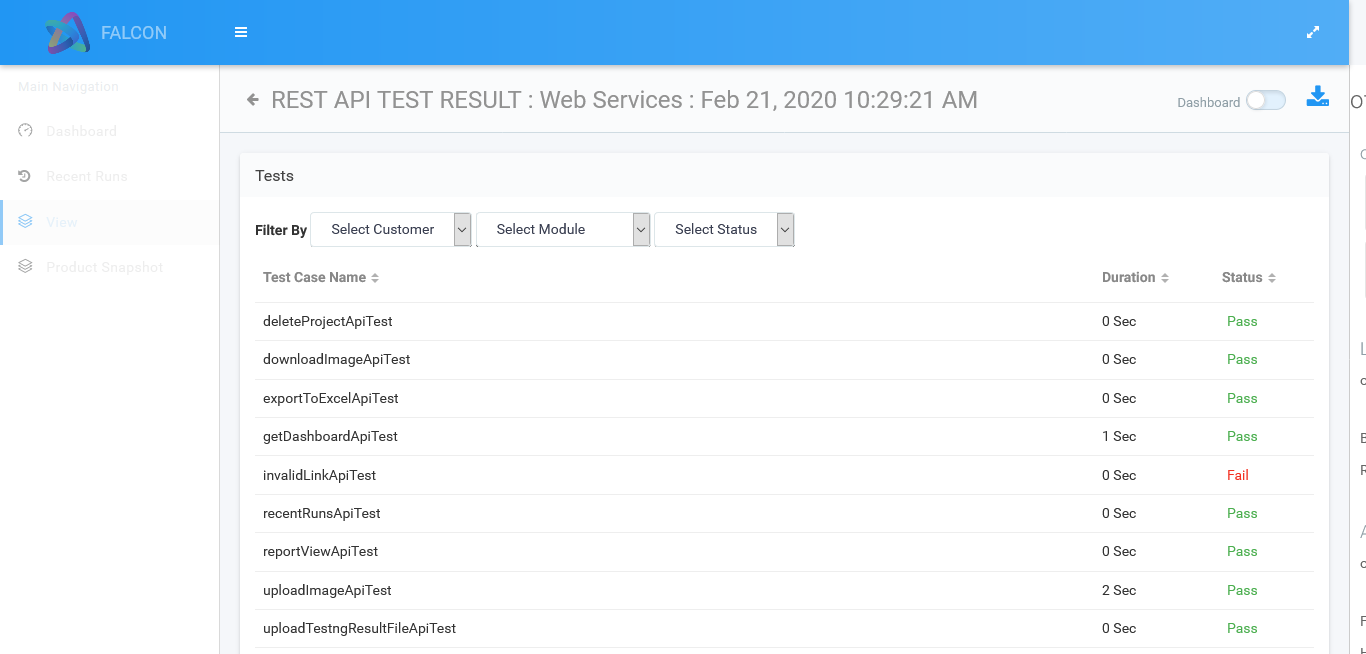 FALCON
Main Navigation
Dashboard
Recent Runs
View
Product Snapshot
REST API TEST RESULT : Web Services : Feb 21, 2020 10:29:21 AM
Dashboard
Tests
Filter By Select Customer Select Module Select Status
Test Case Name Duration Status
deleteProjectApiTest 0 Sec Pass
downloadImageApiTest 0 Sec Pass
exportToExcelApiTest 0 Sec Pass
getDashboardApiTest 1 Sec Pass
invalidLinkApiTest 0 Sec Fail
recentRunsApiTest 0 Sec Pass
reportViewApiTest 0 Sec Pass
uploadImageApiTest 2 Sec Pass
uploadTestngResultFileApiTest 0 Sec Pass